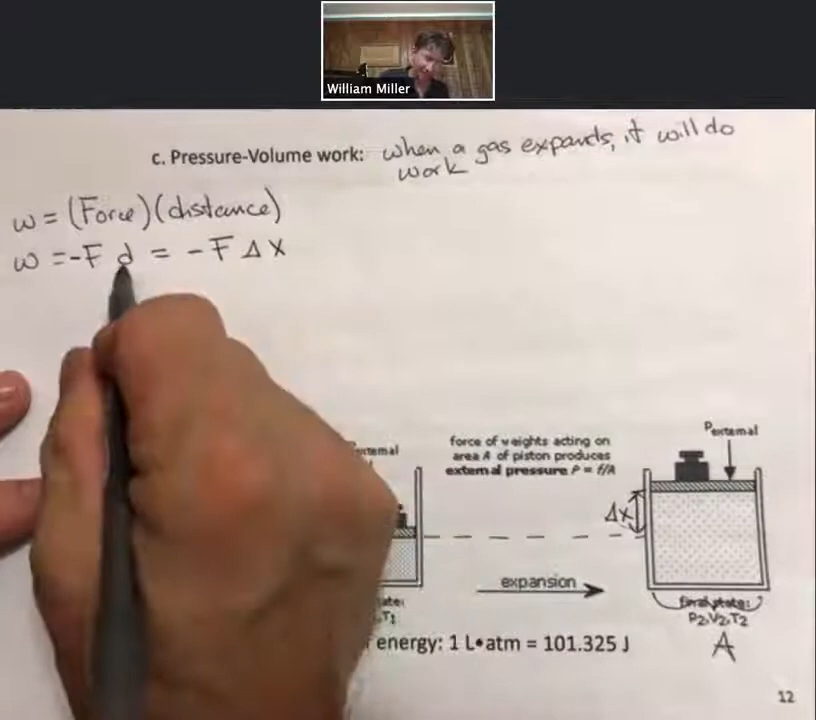 William Miller
c. Pressure-Volume work: when a gas expands, it will do
work
w = (Force)(distance)
w = -F d = -F Δ X
Pexternal
force of weights acting on
area A of piston produces
external pressure P = f/A
Δx
expansion
final state:
P2,V2,T2
A
energy: 1 L•atm = 101.325 J
12